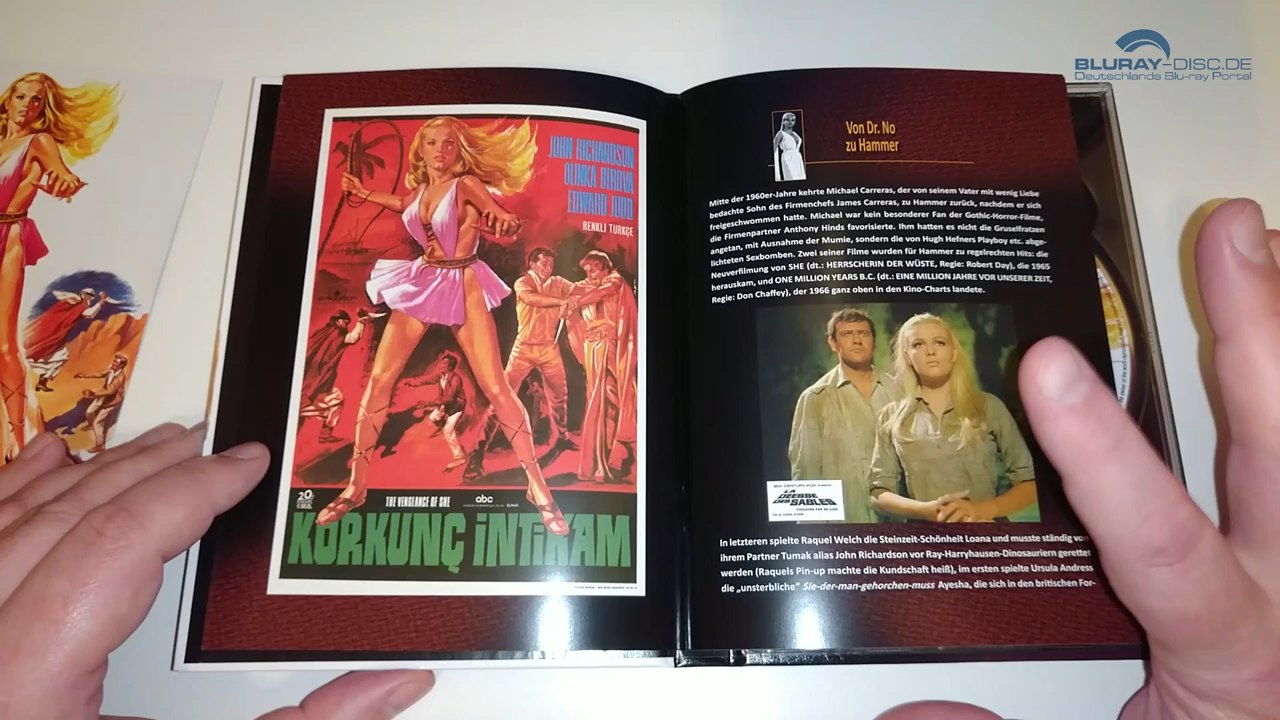 BLURAY-DISC.DE
Deutschlands Blu-ray Portal
JOHN RICHARDSON
OLINKA BEROVA
EDWARD JUDD
RENKLI TURKÇE
20
THE VENGEANCE OF SHE
abc
KORKUNÇ iNTiKAM
Von Dr. No
zu Hammer
Mitte der 1960er-Jahre kehrte Michael Carreras, der von seinem Vater mit wenig Liebe
bedachte Sohn des Firmenchefs James Carreras, zu Hammer zurück, nachdem er sich
freigeschwommen hatte. Michael war kein besonderer Fan der Gothic-Horror-Filme,
die Firmenpartner Anthony Hinds favorisierte. Ihm hatten es nicht die Gruselfratzen
angetan, mit Ausnahme der Mumie, sondern die von Hugh Hefners Playboy etc. abge-
lichteten Sexbomben. Zwei seiner Filme wurden für Hammer zu regelrechten Hits: die
Neuverfilmung von SHE (dt.: HERRSCHERIN DER WÜSTE, Regie: Robert Day), die 1965
herauskam, und ONE MILLION YEARS B.C. (dt.: EINE MILLION JAHRE VOR UNSERER ZEIT,
Regie: Don Chaffey), der 1966 ganz oben in den Kino-Charts landete.
LA
DEESSE
DES SABLES
In letzteren spielte Raquel Welch die Steinzeit-Schönheit Loana und musste ständig von
ihrem Partner Tumak alias John Richardson vor Ray-Harryhausen-Dinosauriern gerettet
werden (Raquels Pin-up machte die Kundschaft heiß), im ersten spielte Ursula Andress
die „unsterbliche" Sie-der-man-gehorchen-muss Ayesha, die sich in den britischen For-